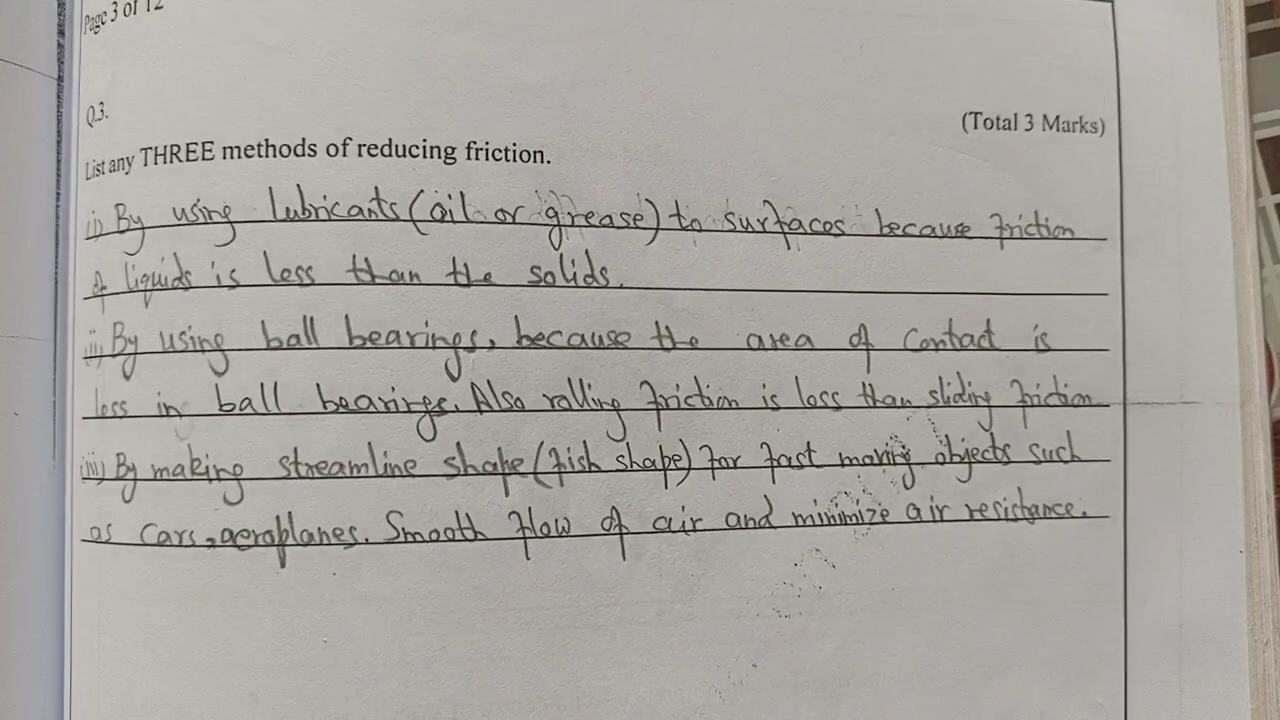 Page 3 of 12
Q.3.
(Total 3 Marks)
List any THREE methods of reducing friction.
i) By using lubricants (oil or grease) to surfaces because friction
of liquids is less than the solids.
ii) By using ball bearings, because the area of contact is
less in ball bearings. Also rolling friction is less than sliding friction
(iii) By making streamline shape (fish shape) for fast moving objects such
as cars, aeroplanes. Smooth flow of air and minimize air resistance.